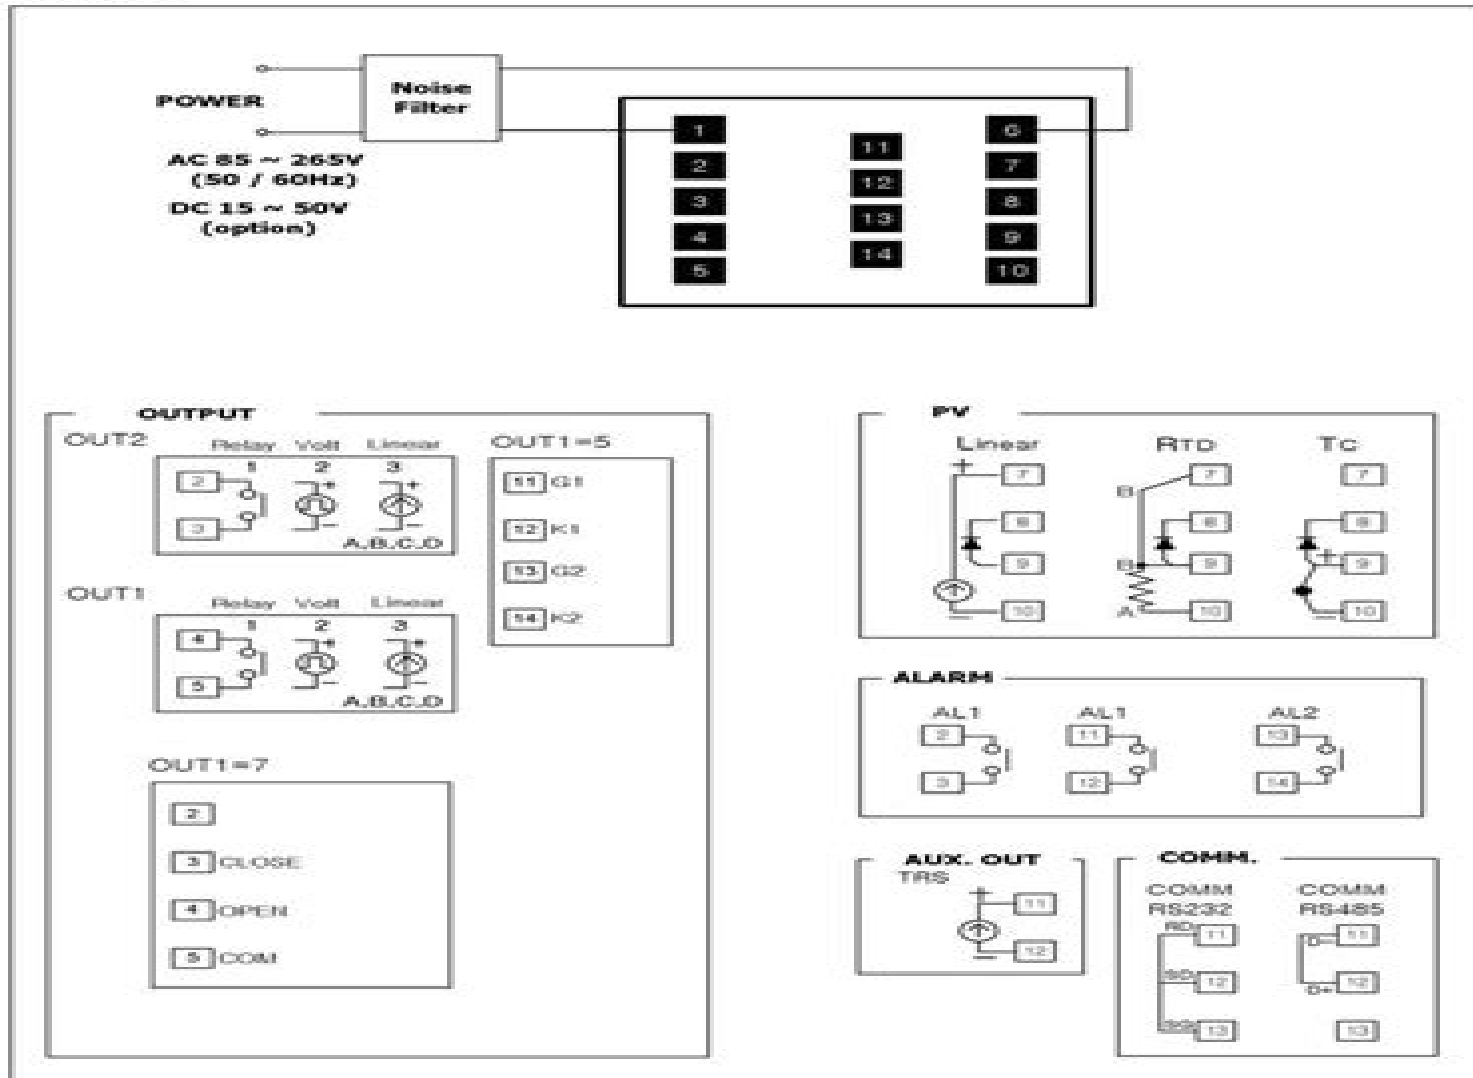 POWER
Noise
Filter
AC 85 ~ 265V
(50 / 60Hz)
DC 15 ~ 50V
(option)
1
2
3
4
5
11
12
13
14
6
7
8
9
10
OUTPUT
OUT2
Relay Volt Linear
1 2 3
2
3
+
-
+
-
A,B,C,D
OUT1
Relay Volt Linear
1 2 3
4
5
+
-
+
-
A,B,C,D
OUT1=5
11 G1
12 K1
13 G2
14 K2
OUT1=7
2
3 CLOSE
4 OPEN
5 COM
PV
Linear
+
7
8
9
10
-
RTD
B
7
8
B
9
A
10
TC
7
8
+
9
10
-
ALARM
AL1
2
3
AL1
11
12
AL2
13
14
AUX. OUT
TRS
+
11
12
-
COMM.
COMM
RS232
RD
11
SD
12
SG
13
COMM
RS485
D-
11
D+
12
13